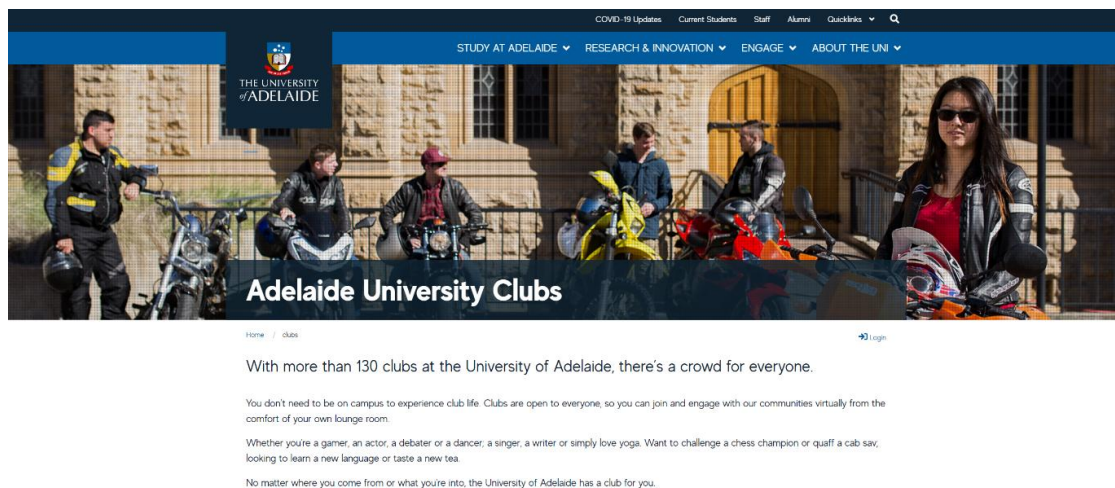 COVID-19 Updates Current Students Staff Alumni Quicklinks
THE UNIVERSITY
of ADELAIDE
STUDY AT ADELAIDE RESEARCH & INNOVATION ENGAGE ABOUT THE UNI
Adelaide University Clubs
Home / clubs
Login
With more than 130 clubs at the University of Adelaide, there's a crowd for everyone.
You don't need to be on campus to experience club life. Clubs are open to everyone, so you can join and engage with our communities virtually from the
comfort of your own lounge room.
Whether you're a gamer, an actor, a debater or a dancer; a singer, a writer or simply love yoga. Want to challenge a chess champion or quaff a cab sav,
looking to learn a new language or taste a new tea.
No matter where you come from or what you're into, the University of Adelaide has a club for you.